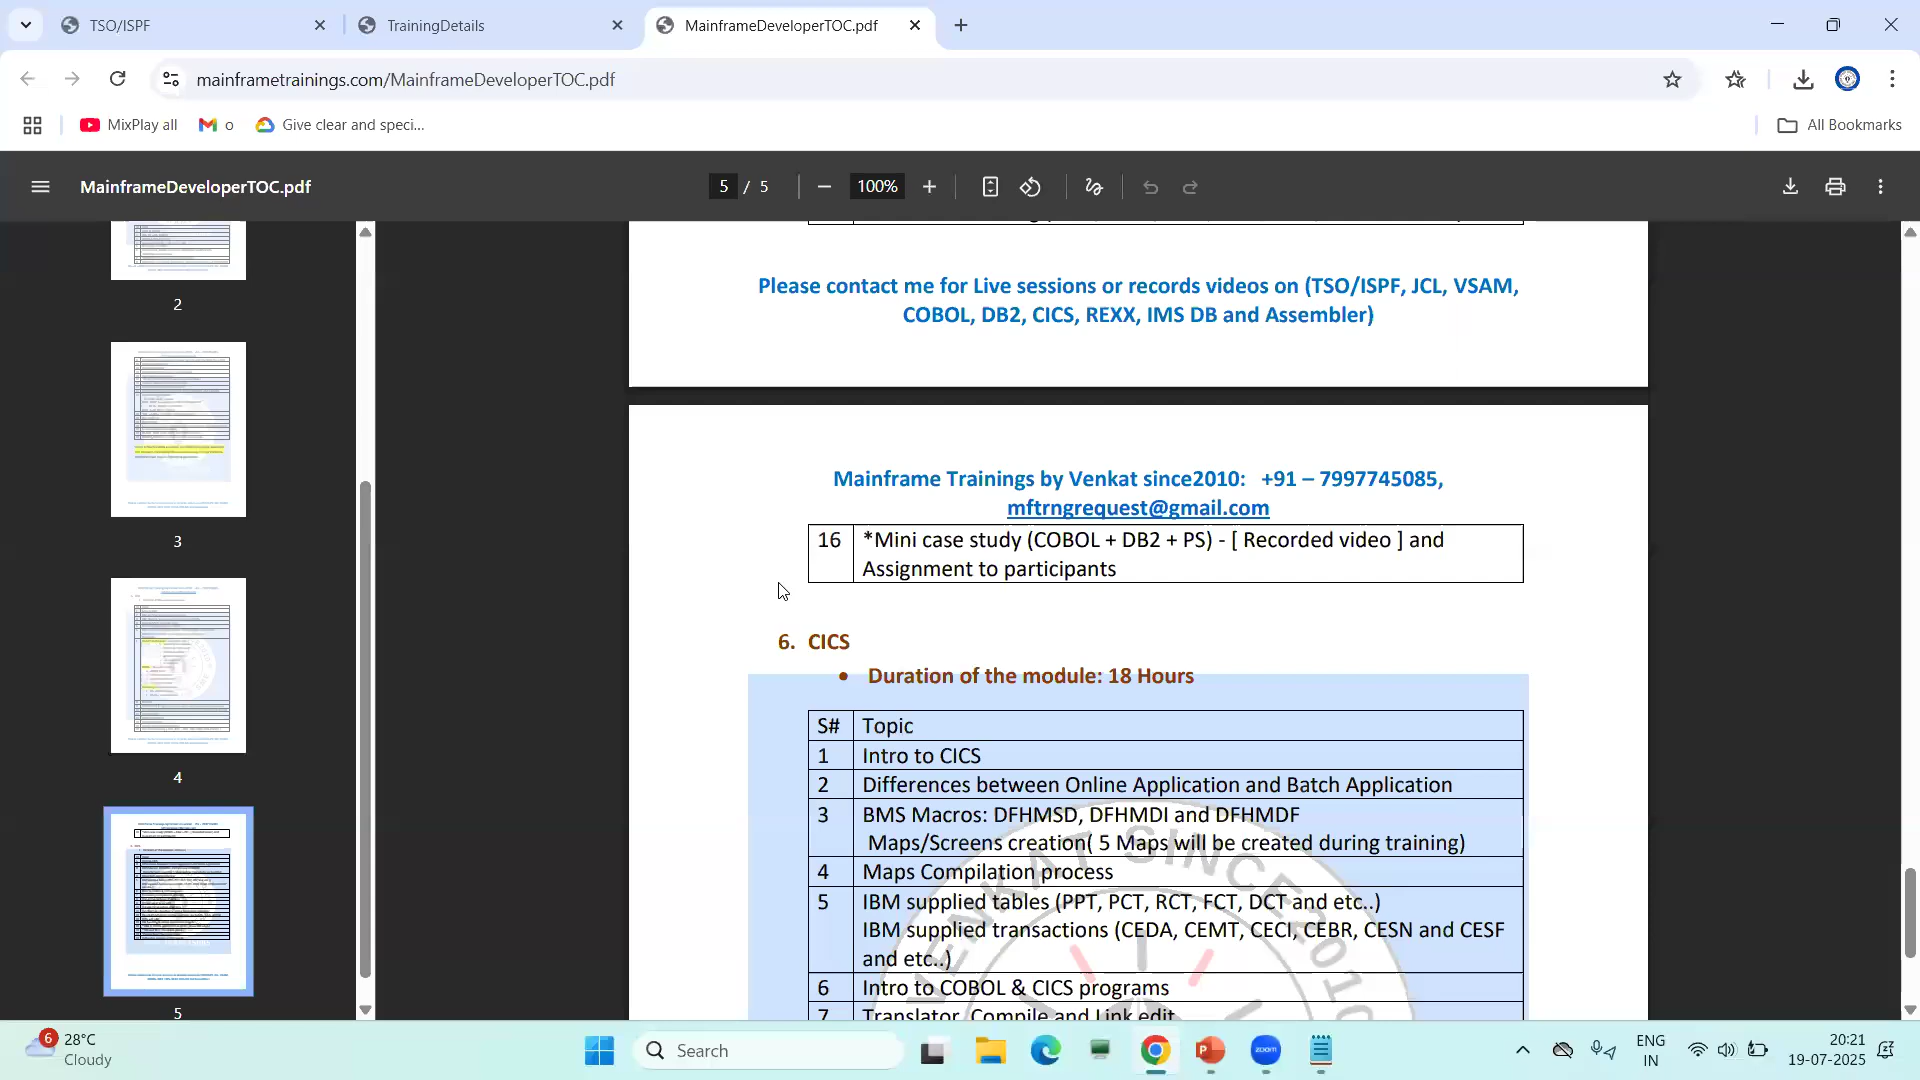 TSO/ISPF
TrainingDetails
MainframeDeveloperTOC.pdf
mainframetrainings.com/MainframeDeveloperTOC.pdf
MixPlay all
o
Give clear and speci...
All Bookmarks
MainframeDeveloperTOC.pdf
5 / 5
100%
2
3
4
5
Please contact me for Live sessions or records videos on (TSO/ISPF, JCL, VSAM,
COBOL, DB2, CICS, REXX, IMS DB and Assembler)
Mainframe Trainings by Venkat since2010: +91 – 7997745085,
mftrngrequest@gmail.com
16 *Mini case study (COBOL + DB2 + PS) - [ Recorded video ] and
Assignment to participants
6. CICS
• Duration of the module: 18 Hours
S# Topic
1 Intro to CICS
2 Differences between Online Application and Batch Application
3 BMS Macros: DFHMSD, DFHMDI and DFHMDF
Maps/Screens creation( 5 Maps will be created during training)
4 Maps Compilation process
5 IBM supplied tables (PPT, PCT, RCT, FCT, DCT and etc..)
IBM supplied transactions (CEDA, CEMT, CECI, CEBR, CESN and CESF
and etc..)
6 Intro to COBOL & CICS programs
7 Translator, Compile and Link edit
VENKAT SINCE2010
6
28°C
Cloudy
Search
zoom
ENG
IN
20:21
19-07-2025